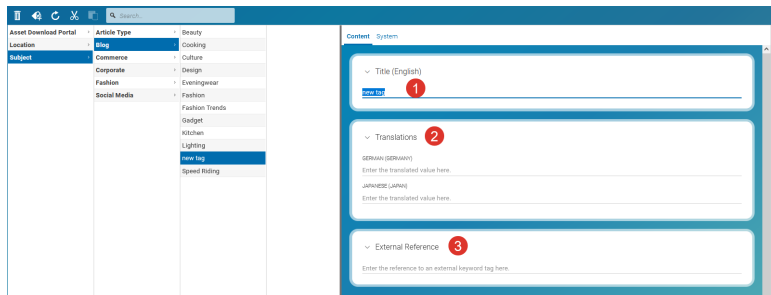 Search...
Asset Download Portal
Location
Subject
Article Type
Blog
Commerce
Corporate
Fashion
Social Media
Beauty
Cooking
Culture
Design
Eveningwear
Fashion
Fashion Trends
Gadget
Kitchen
Lighting
new tag
Speed Riding
Content System
Title (English)
new tag
1
Translations
2
GERMAN (GERMANY)
Enter the translated value here.
JAPANESE (JAPAN)
Enter the translated value here.
External Reference
3
Enter the reference to an external keyword tag here.